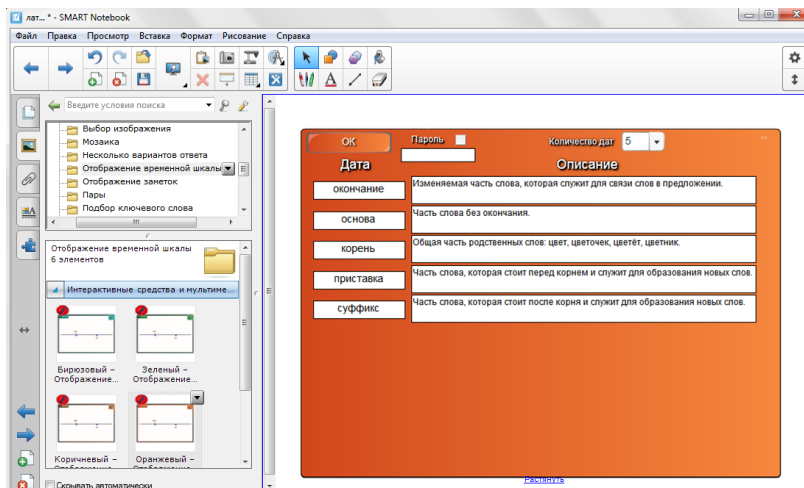 лат... * - SMART Notebook
Файл Правка Просмотр Вставка Формат Рисование Справка
Введите условия поиска
Выбор изображения
Мозаика
Несколько вариантов ответа
Отображение временной шкалы
Отображение заметок
Пары
Подбор ключевого слова
Отображение временной шкалы
6 элементов
Интерактивные средства и мультиме...
Бирюзовый –
Отображение...
Зеленый –
Отображение...
Коричневый –
Оранжевый –
Скрывать автоматически
OK
Пароль
Количество дат 5
Дата
Описание
окончание
Изменяемая часть слова, которая служит для связи слов в предложении.
основа
Часть слова без окончания.
корень
Общая часть родственных слов: цвет, цветочек, цветёт, цветник.
приставка
Часть слова, которая стоит перед корнем и служит для образования новых слов.
суффикс
Часть слова, которая стоит после корня и служит для образования новых слов.
Растянуть